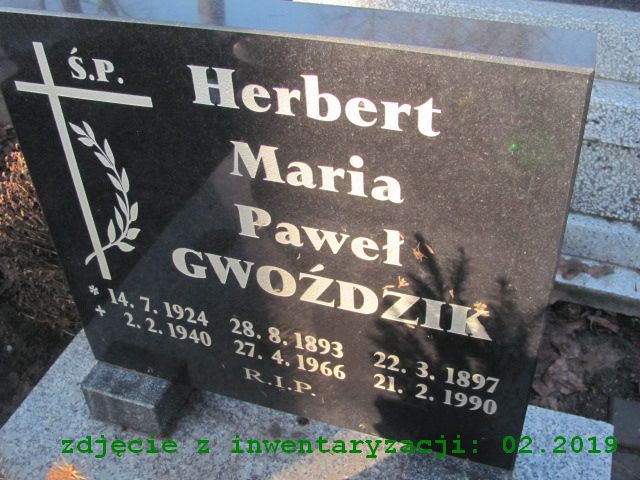 Ś.P.
Herbert
Maria
Paweł
GWOŹDZIK
* 14. 7. 1924 28. 8. 1893 22. 3. 1897
+ 2. 2. 1940 27. 4. 1966 21. 2. 1990
R.I.P.
zdjęcie z inwentaryzacji: 02.2019